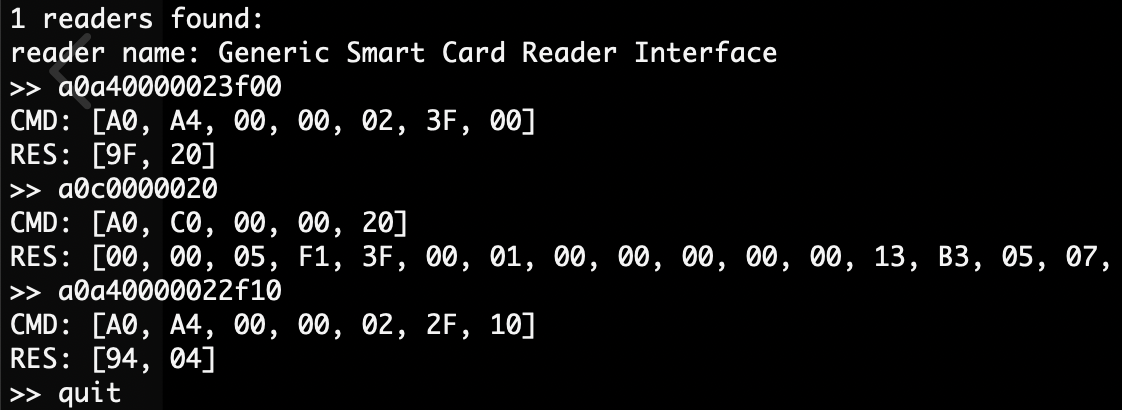 1 readers found:
reader name: Generic Smart Card Reader Interface
>> a0a40000023f00
CMD: [A0, A4, 00, 00, 02, 3F, 00]
RES: [9F, 20]
>> a0c0000020
CMD: [A0, C0, 00, 00, 20]
RES: [00, 00, 05, F1, 3F, 00, 01, 00, 00, 00, 00, 00, 13, B3, 05, 07,
>> a0a40000022f10
CMD: [A0, A4, 00, 00, 02, 2F, 10]
RES: [94, 04]
>> quit